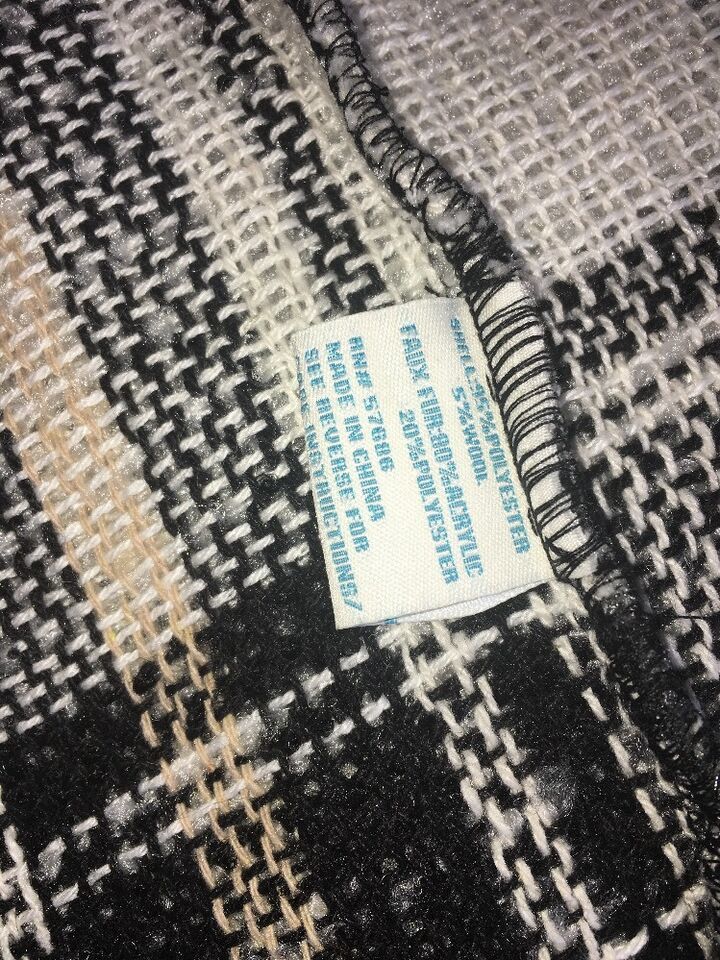 SHELL:95%POLYESTER
5%WOOL
FAUX FUR:80%ACRYLIC
20%POLYESTER
RN# 57686
MADE IN CHINA
SEE REVERSE FOR
INSTRUCTIONS/